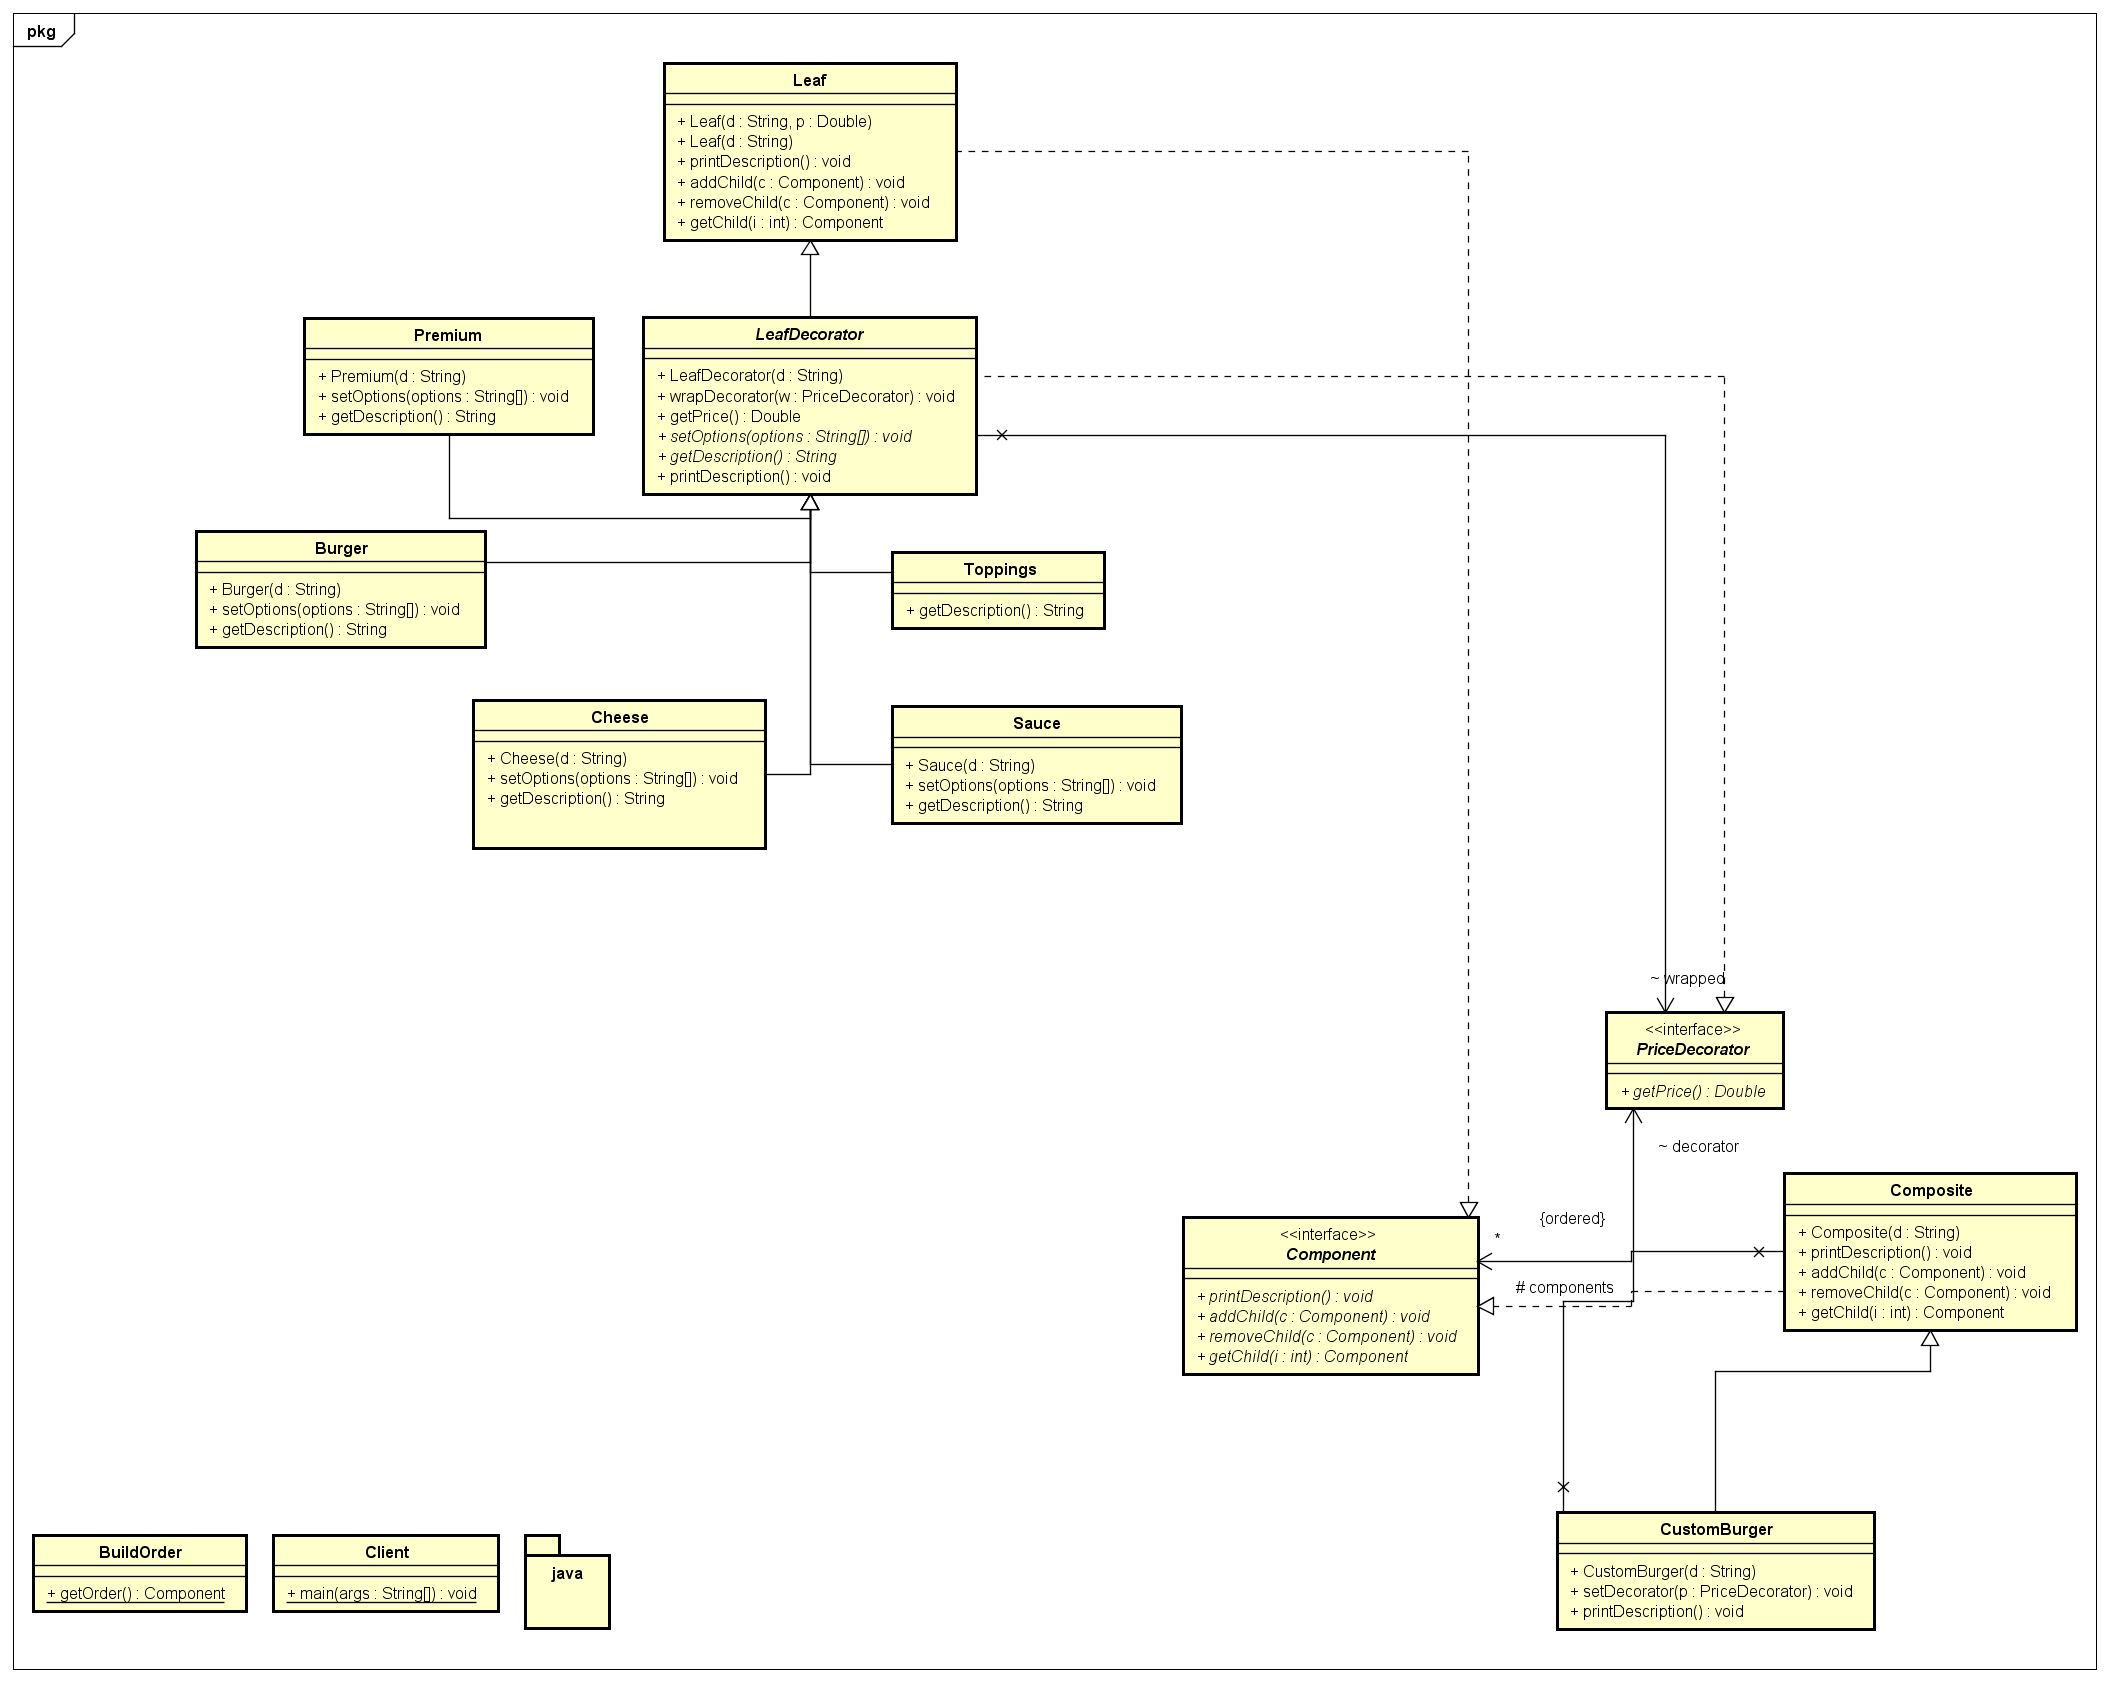 pkg
Leaf
+ Leaf(d : String, p : Double)
+ Leaf(d : String)
+ printDescription() : void
+ addChild(c : Component) : void
+ removeChild(c : Component) : void
+ getChild(i : int) : Component
Premium
+ Premium(d : String)
+ setOptions(options : String[]) : void
+ getDescription() : String
LeafDecorator
+ LeafDecorator(d : String)
+ wrapDecorator(w : PriceDecorator) : void
+ getPrice() : Double
+ setOptions(options : String[]) : void
+ getDescription() : String
+ printDescription() : void
Burger
+ Burger(d : String)
+ setOptions(options : String[]) : void
+ getDescription() : String
Toppings
+ getDescription() : String
Cheese
+ Cheese(d : String)
+ setOptions(options : String[]) : void
+ getDescription() : String
Sauce
+ Sauce(d : String)
+ setOptions(options : String[]) : void
+ getDescription() : String
~ wrapped
<<interface>>
PriceDecorator
+ getPrice() : Double
~ decorator
{ordered}
*
# components
<<interface>>
Component
+ printDescription() : void
+ addChild(c : Component) : void
+ removeChild(c : Component) : void
+ getChild(i : int) : Component
Composite
+ Composite(d : String)
+ printDescription() : void
+ addChild(c : Component) : void
+ removeChild(c : Component) : void
+ getChild(i : int) : Component
CustomBurger
+ CustomBurger(d : String)
+ setDecorator(p : PriceDecorator) : void
+ printDescription() : void
BuildOrder
+ getOrder() : Component
Client
+ main(args : String[]) : void
java